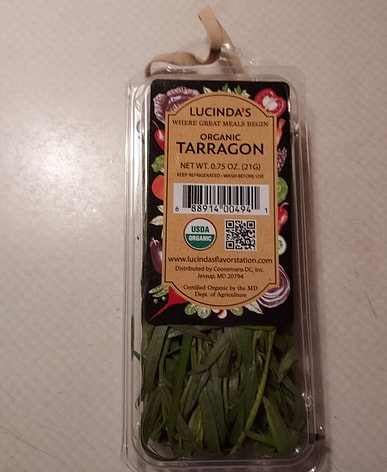 LUCINDA'S
WHERE GREAT MEALS BEGIN
ORGANIC
TARRAGON
NET WT. 0.75 OZ. (21G)
KEEP REFRIGERATED • WASH BEFORE USE
6 88914 00494 1
USDA
ORGANIC
www.lucindasflavorstation.com
Distributed by Coosemans DC, Inc.
Jessup, MD 20794
Certified Organic by the MD
Dept. of Agriculture